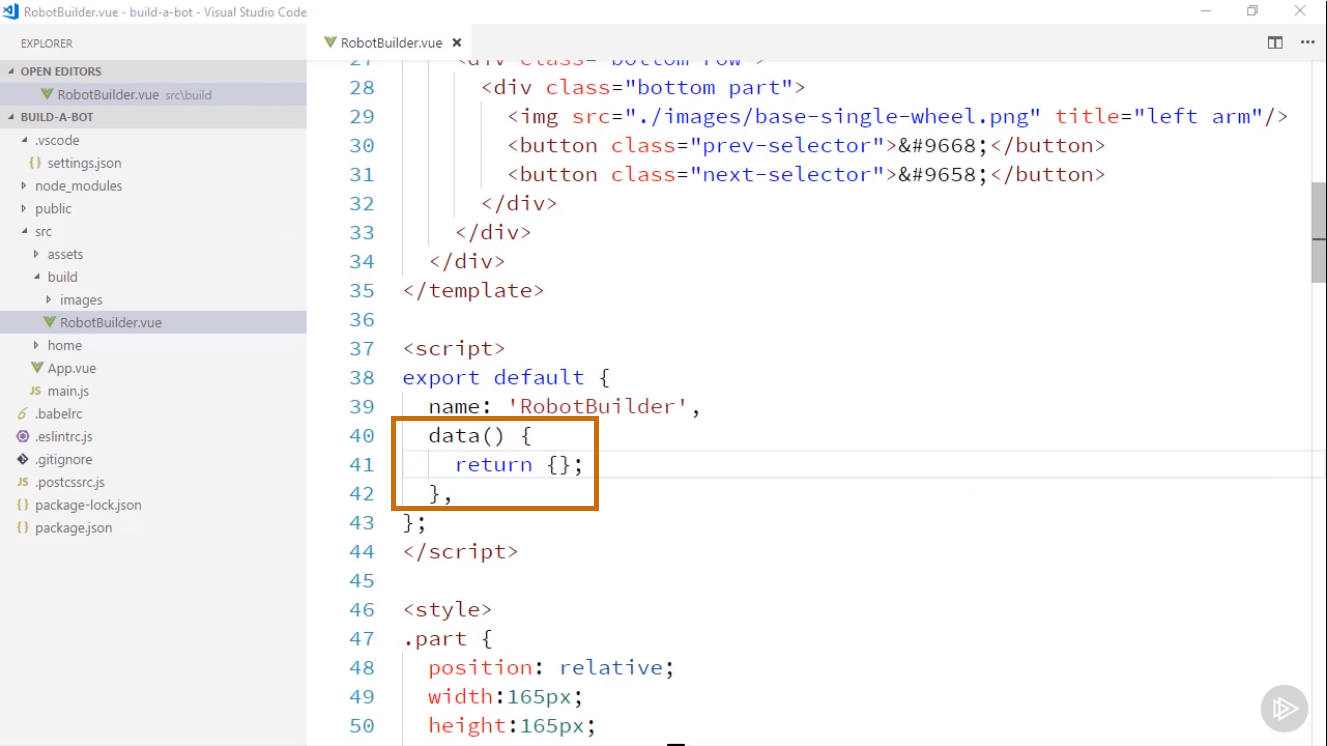 RobotBuilder.vue - build-a-bot - Visual Studio Code
EXPLORER
OPEN EDITORS
RobotBuilder.vue src\build
BUILD-A-BOT
.vscode
{} settings.json
node_modules
public
src
assets
build
images
RobotBuilder.vue
home
App.vue
JS main.js
.babelrc
.eslintrc.js
.gitignore
JS .postcssrc.js
{} package-lock.json
{} package.json
RobotBuilder.vue
27 <div class="bottom-row">
28 <div class="bottom part">
29 <img src="./images/base-single-wheel.png" title="left arm"/>
30 <button class="prev-selector">&#9668;</button>
31 <button class="next-selector">&#9658;</button>
32 </div>
33 </div>
34 </div>
35 </template>
36
37 <script>
38 export default {
39 name: 'RobotBuilder',
40 data() {
41 return {};
42 },
43 };
44 </script>
45
46 <style>
47 .part {
48 position: relative;
49 width:165px;
50 height:165px;